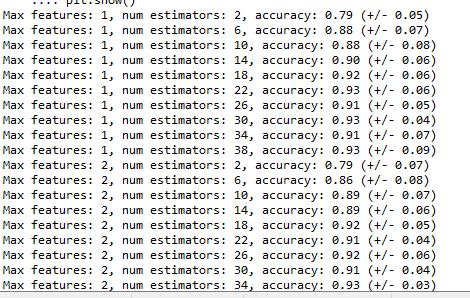 .... plt.show()
Max features: 1, num estimators: 2, accuracy: 0.79 (+/- 0.05)
Max features: 1, num estimators: 6, accuracy: 0.88 (+/- 0.07)
Max features: 1, num estimators: 10, accuracy: 0.88 (+/- 0.08)
Max features: 1, num estimators: 14, accuracy: 0.90 (+/- 0.06)
Max features: 1, num estimators: 18, accuracy: 0.92 (+/- 0.06)
Max features: 1, num estimators: 22, accuracy: 0.93 (+/- 0.06)
Max features: 1, num estimators: 26, accuracy: 0.91 (+/- 0.05)
Max features: 1, num estimators: 30, accuracy: 0.93 (+/- 0.04)
Max features: 1, num estimators: 34, accuracy: 0.91 (+/- 0.07)
Max features: 1, num estimators: 38, accuracy: 0.93 (+/- 0.09)
Max features: 2, num estimators: 2, accuracy: 0.79 (+/- 0.07)
Max features: 2, num estimators: 6, accuracy: 0.86 (+/- 0.08)
Max features: 2, num estimators: 10, accuracy: 0.89 (+/- 0.07)
Max features: 2, num estimators: 14, accuracy: 0.89 (+/- 0.06)
Max features: 2, num estimators: 18, accuracy: 0.92 (+/- 0.05)
Max features: 2, num estimators: 22, accuracy: 0.91 (+/- 0.04)
Max features: 2, num estimators: 26, accuracy: 0.92 (+/- 0.06)
Max features: 2, num estimators: 30, accuracy: 0.91 (+/- 0.04)
Max features: 2, num estimators: 34, accuracy: 0.93 (+/- 0.03)